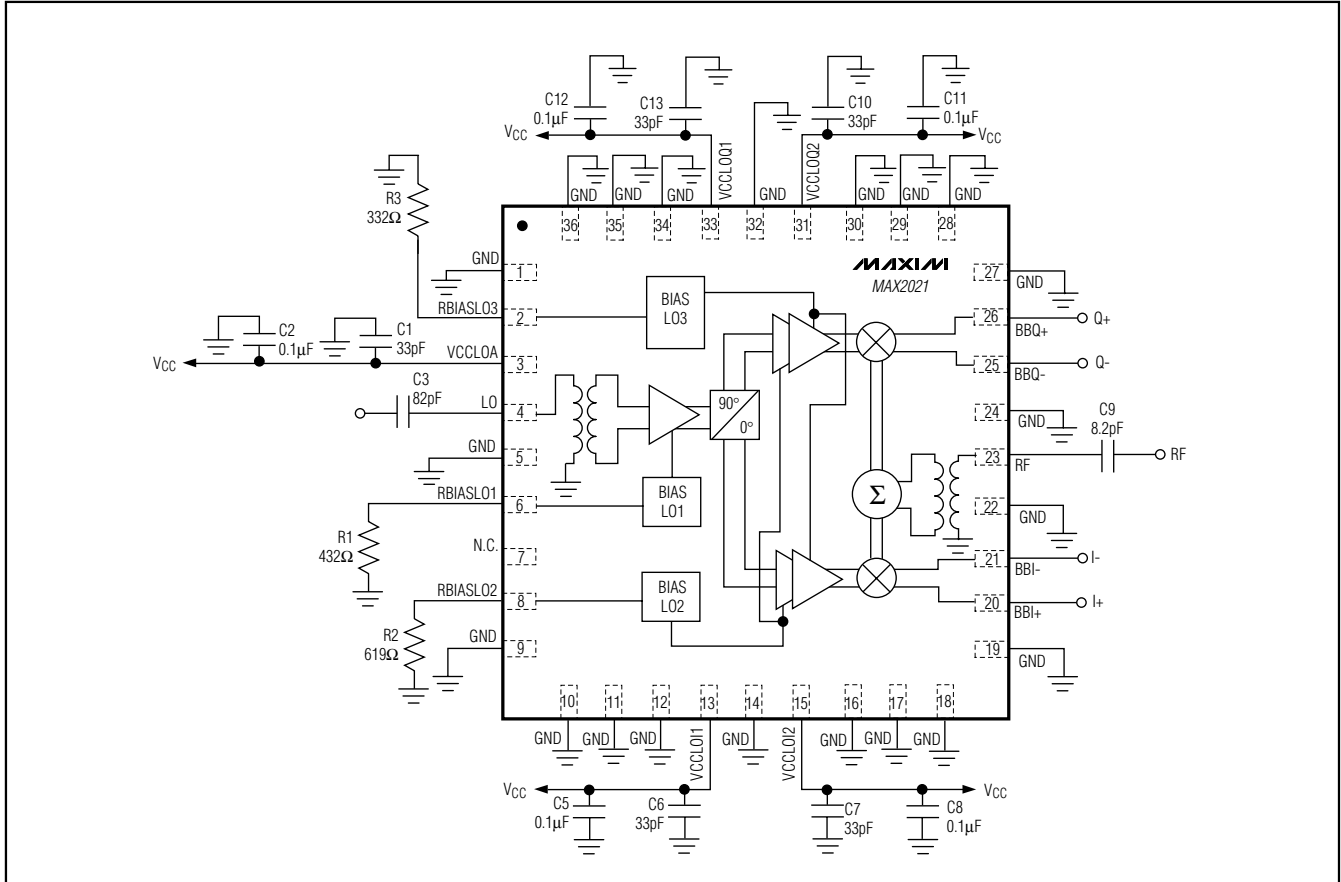 C12
0.1μF
C13
33pF
C10
33pF
C11
0.1μF
VCC
VCC
VCCLOQ1
VCCLOQ2
GND
GND
GND
GND
GND
GND
GND
36
35
34
33
32
31
30
29
28
R3
332Ω
GND
1
MAXIM
MAX2021
27
GND
BIAS
LO3
RBIASLO3
2
26
BBQ+
Q+
C2
0.1μF
C1
33pF
VCC
VCCLOA
3
25
BBQ-
Q-
C3
82pF
LO
4
90°
0°
24
GND
C9
8.2pF
GND
5
23
RF
RF
RBIASLO1
6
BIAS
LO1
Σ
22
GND
R1
432Ω
N.C.
7
21
BBI-
I-
RBIASLO2
8
BIAS
LO2
20
BBI+
I+
R2
619Ω
GND
9
19
GND
10
11
12
13
14
15
16
17
18
GND
GND
GND
VCCLOI1
GND
VCCLOI2
GND
GND
GND
VCC
VCC
C5
0.1μF
C6
33pF
C7
33pF
C8
0.1μF